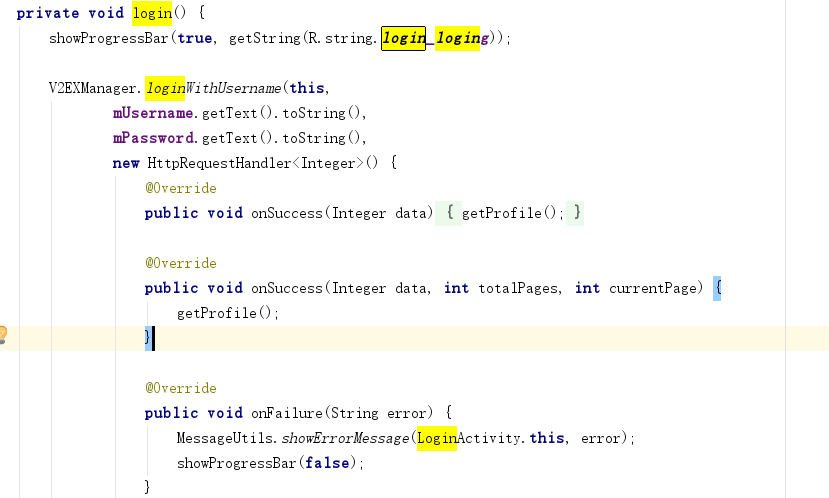 private void login() {
showProgressBar(true, getString(R.string.login_loging));
V2EXManager.loginWithUsername(this,
mUsername.getText().toString(),
mPassword.getText().toString(),
new HttpRequestHandler<Integer>() {
@Override
public void onSuccess(Integer data) { getProfile(); }
@Override
public void onSuccess(Integer data, int totalPages, int currentPage) {
getProfile();
}
@Override
public void onFailure(String error) {
MessageUtils.showErrorMessage(LoginActivity.this, error);
showProgressBar(false);
}